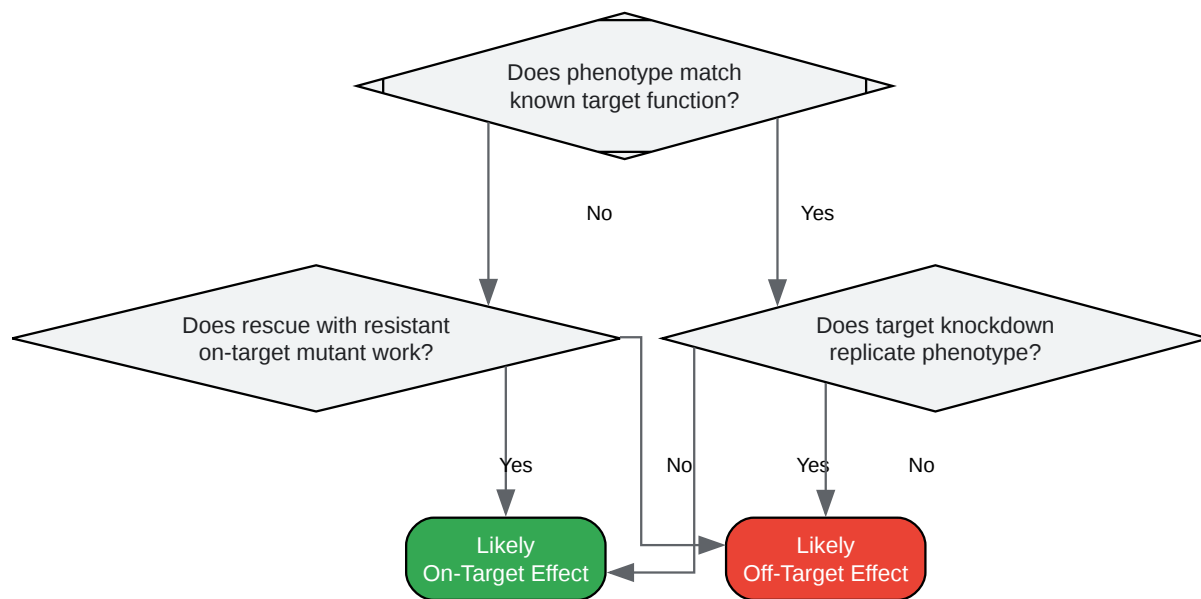 Does phenotype match
known target function?
No
Yes
Does rescue with resistant
on-target mutant work?
Does target knockdown
replicate phenotype?
Yes
No
Yes
No
Likely
On-Target Effect
Likely
Off-Target Effect